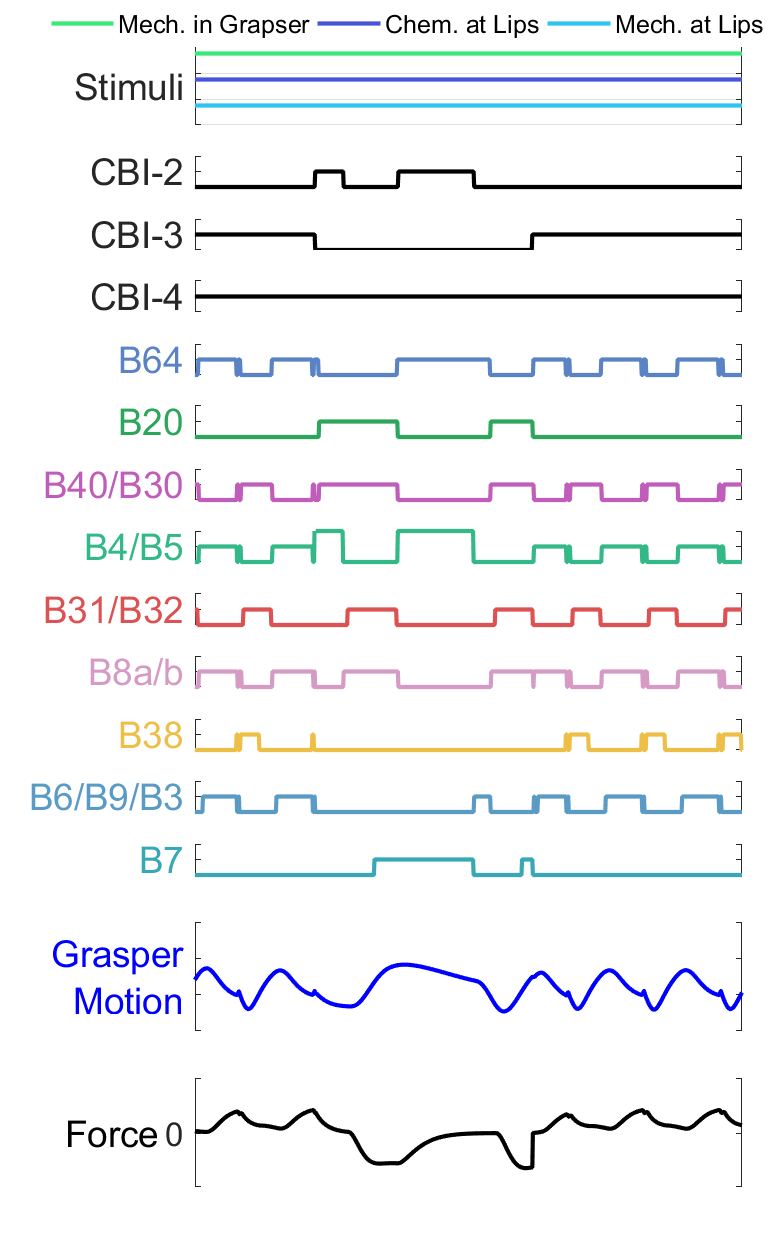 Mech. in Grapser Chem. at Lips Mech. at Lips
Stimuli
CBI-2
CBI-3
CBI-4
B64
B20
B40/B30
B4/B5
B31/B32
B8a/b
B38
B6/B9/B3
B7
Grasper
Motion
Force 0